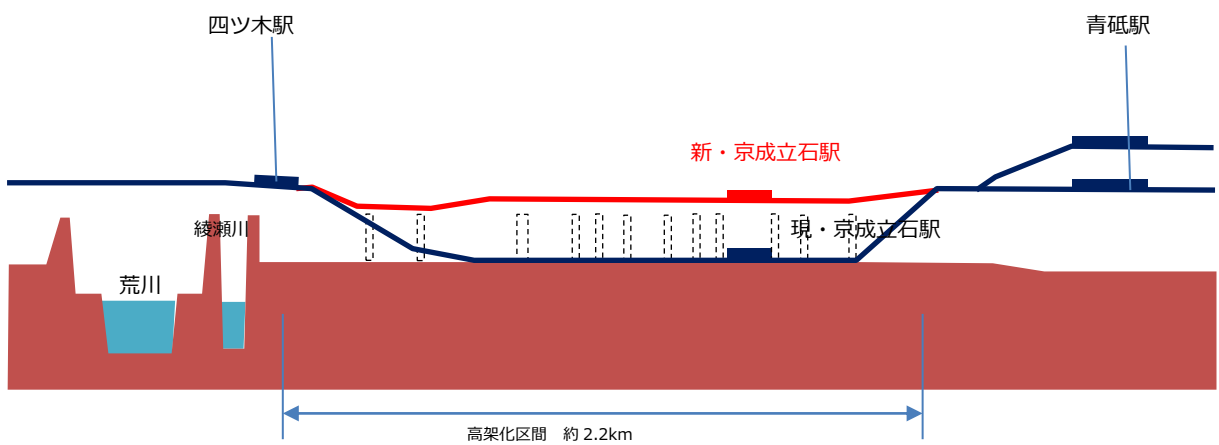 四ツ木駅
青砥駅
新・京成立石駅
綾瀬川
現・京成立石駅
荒川
高架化区間 約2.2km